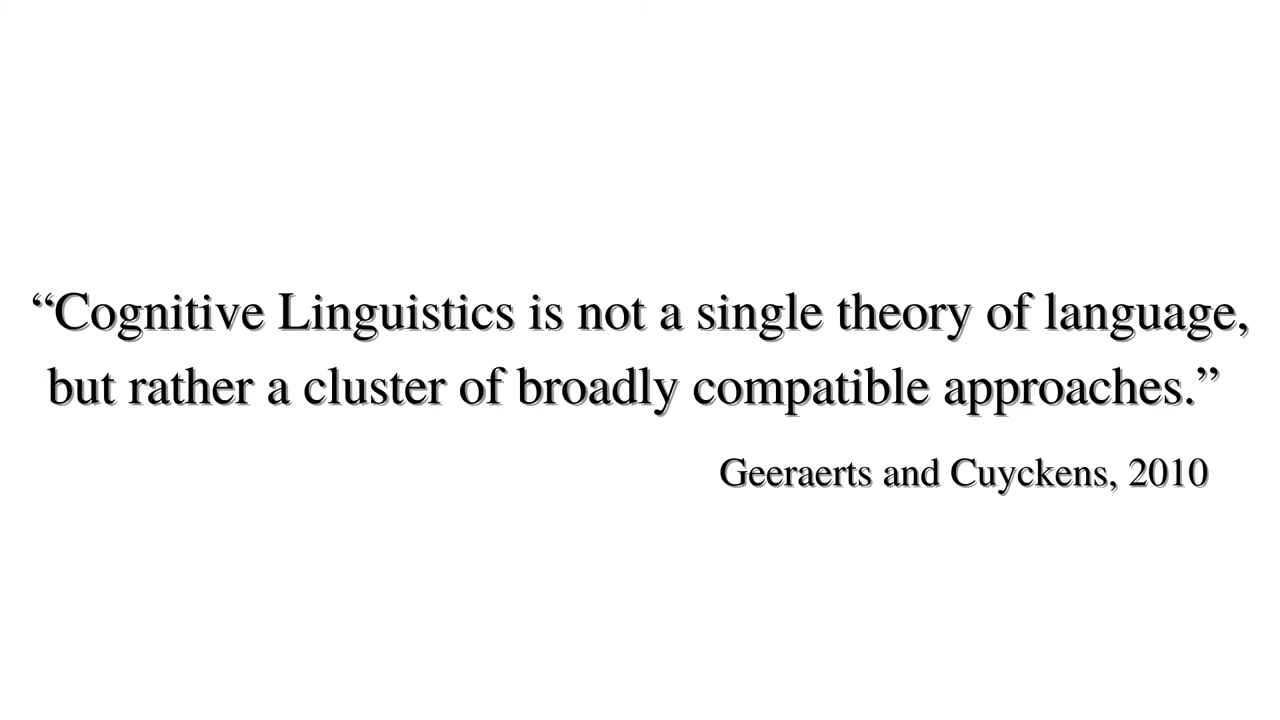 “Cognitive Linguistics is not a single theory of language,
but rather a cluster of broadly compatible approaches.”
Geeraerts and Cuyckens, 2010